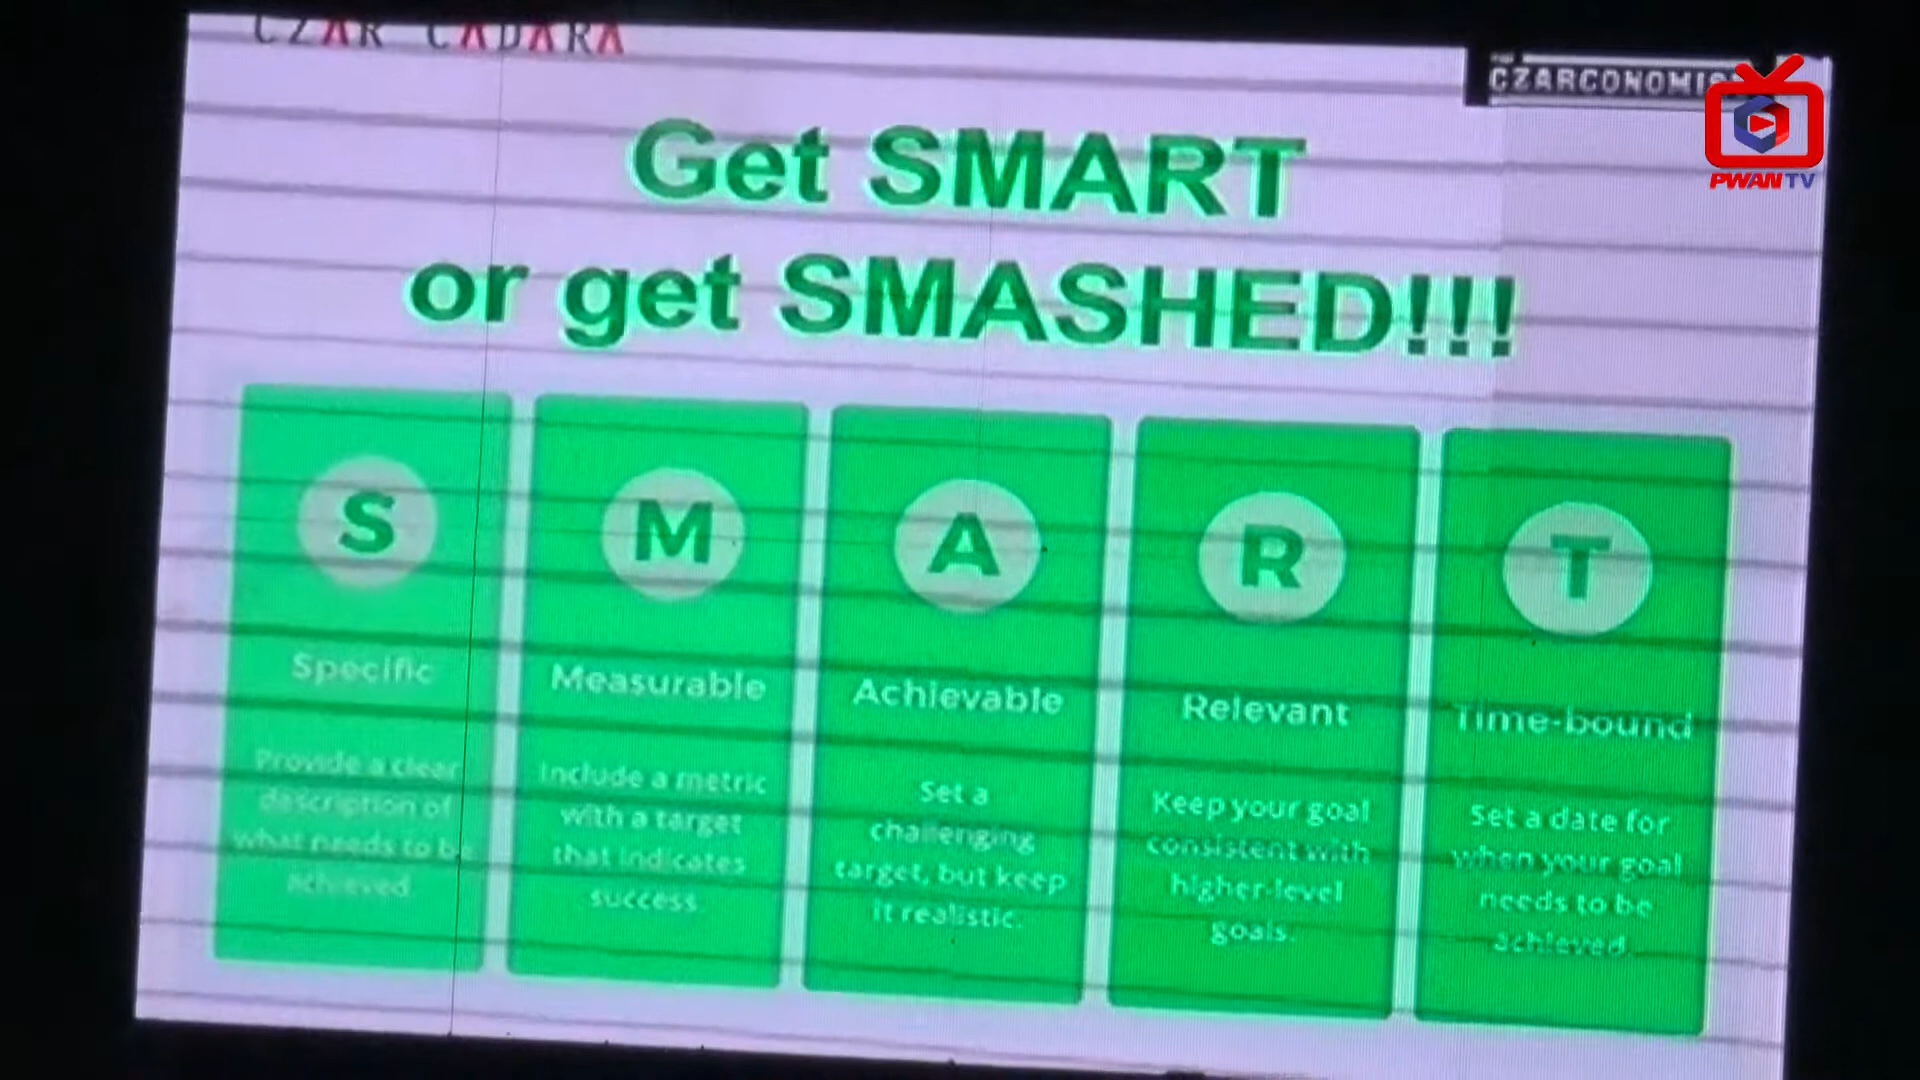 CZAR CADARA
CZARCONOMI
PWAN TV
Get SMART
or get SMASHED!!!
S
Specific
Provide a clear
description of
what needs to be
achieved.
M
Measurable
Include a metric
with a target
that indicates
success.
A
Achievable
Set a
challenging
target, but keep
it realistic.
R
Relevant
Keep your goal
consistent with
higher-level
goals.
T
Time-bound
Set a date for
when your goal
needs to be
achieved.